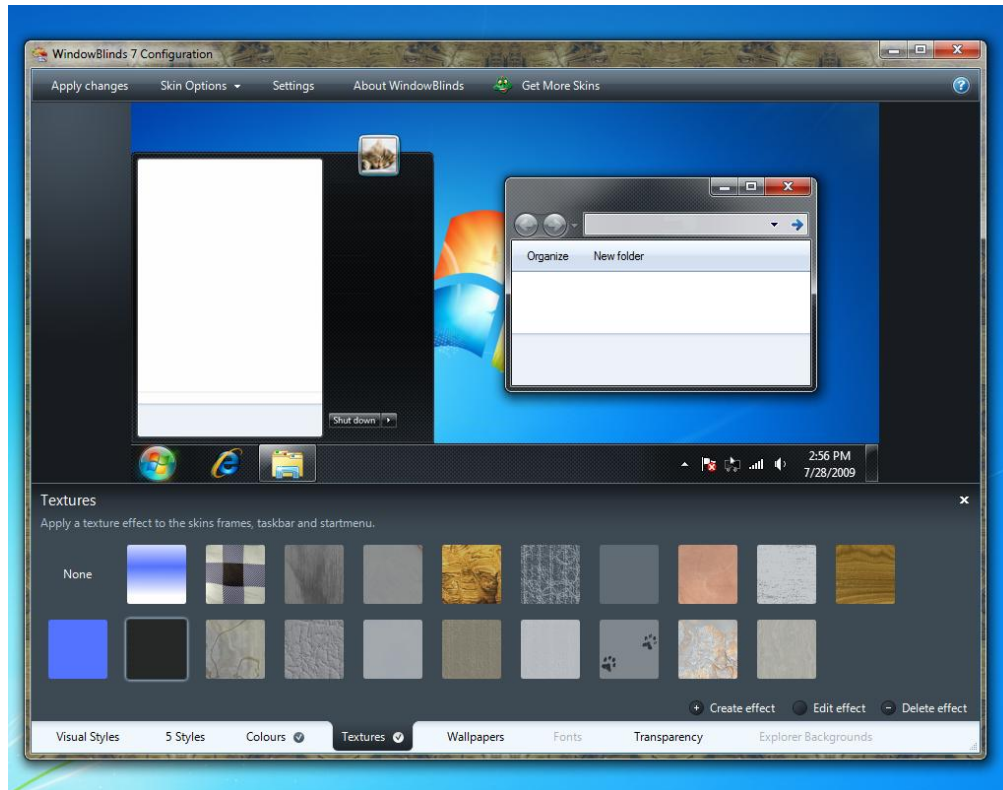 WindowBlinds 7 Configuration
Apply changes Skin Options Settings About WindowBlinds Get More Skins
Organize New folder
Shut down
2:56 PM
7/28/2009
Textures
Apply a texture effect to the skins frames, taskbar and startmenu.
None
Create effect Edit effect Delete effect
Visual Styles 5 Styles Colours Textures Wallpapers Fonts Transparency Explorer Backgrounds